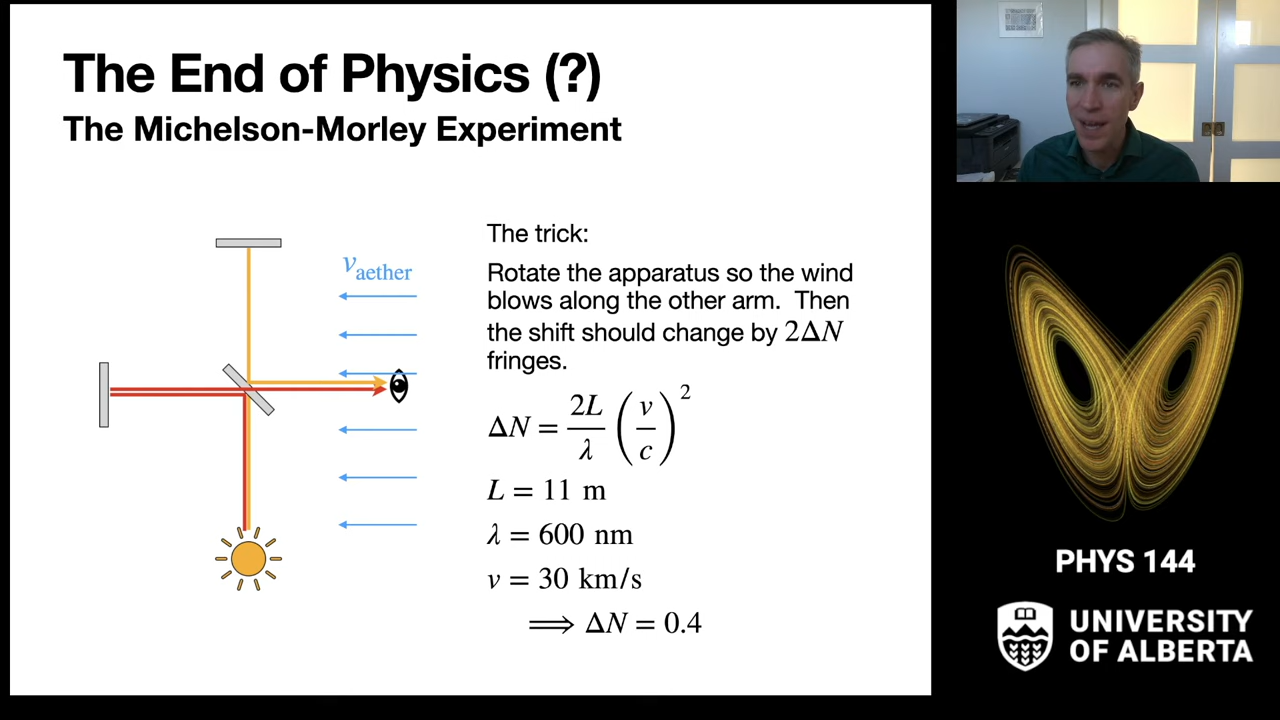 The End of Physics (?)
The Michelson-Morley Experiment
v_aether
The trick:
Rotate the apparatus so the wind
blows along the other arm. Then
the shift should change by 2ΔN
fringes.
ΔN = 2L/λ (v/c)²
L = 11 m
λ = 600 nm
v = 30 km/s
⟹ ΔN = 0.4
PHYS 144
UNIVERSITY
OF ALBERTA